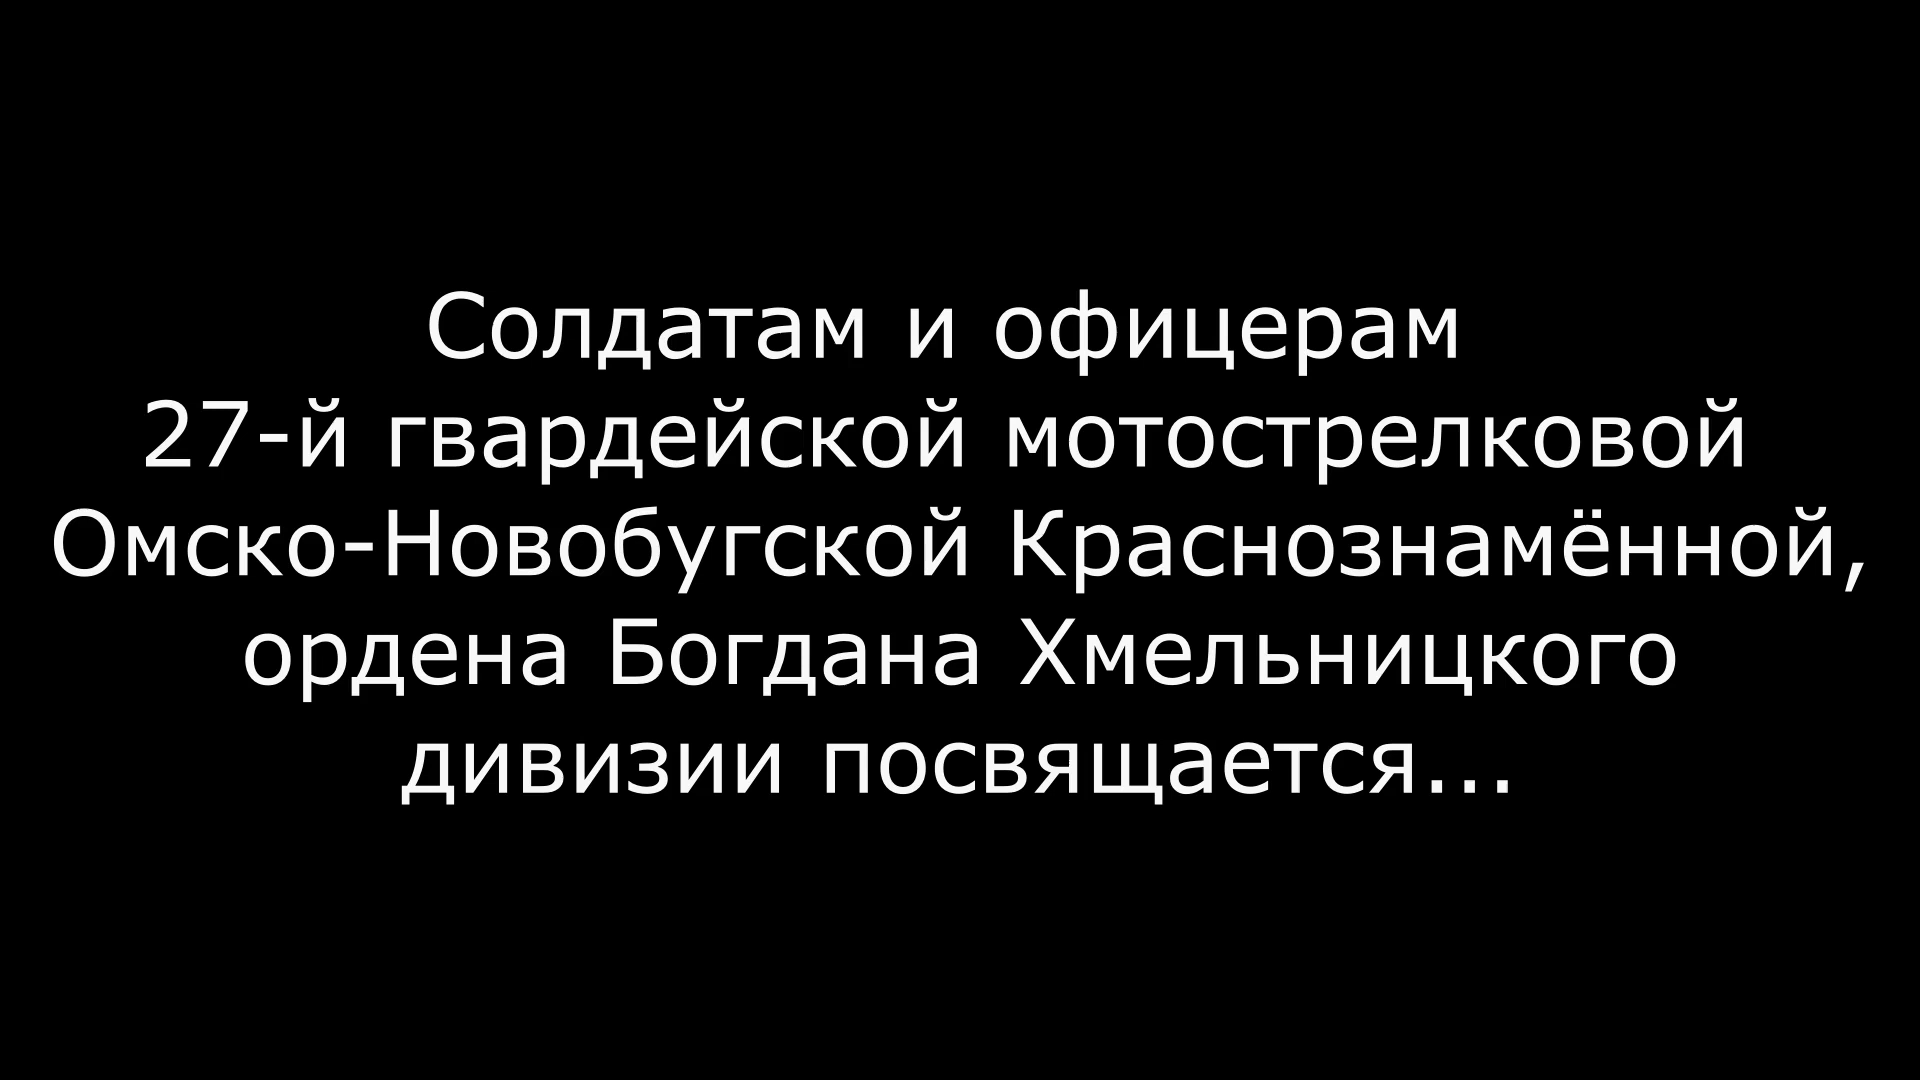 Солдатам и офицерам
27-й гвардейской мотострелковой
Омско-Новобугской Краснознамённой,
ордена Богдана Хмельницкого
дивизии посвящается...